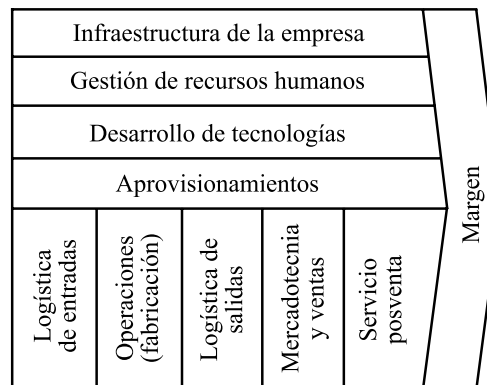 Infraestructura de la empresa
Gestión de recursos humanos
Desarrollo de tecnologías
Aprovisionamientos
Logística
de entradas
Operaciones
(fabricación)
Logística de
salidas
Mercadotecnia
y ventas
Servicio
posventa
Margen